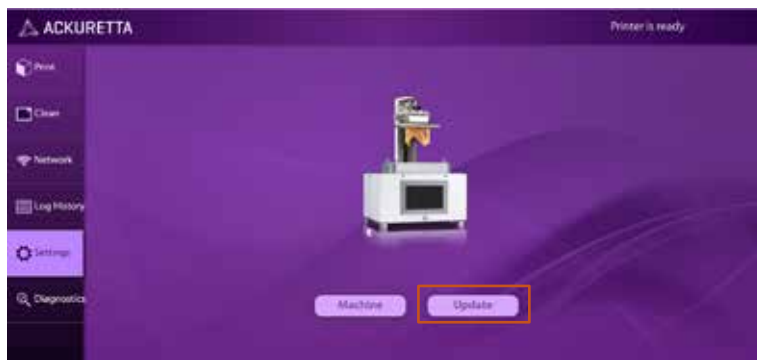 ACKURETTA
Printer is ready
Print
Clean
Network
Log History
Settings
Diagnostics
Machine
Update